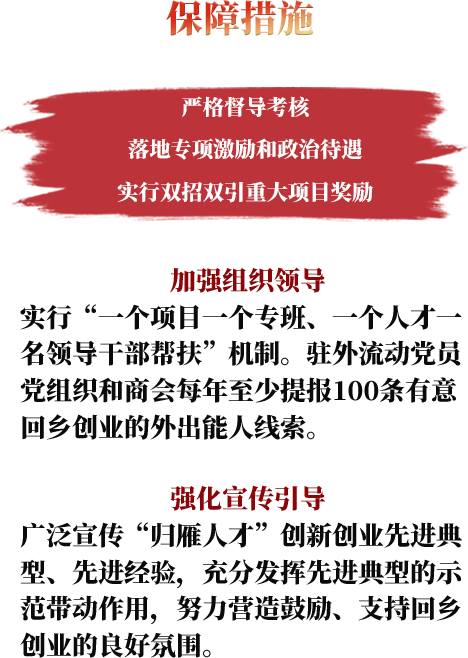 保障措施
严格督导考核
落地专项激励和政治待遇
实行双招双引重大项目奖励
加强组织领导
实行“一个项目一个专班、一个人才一
名领导干部帮扶”机制。驻外流动党员
党组织和商会每年至少提报100条有意
回乡创业的外出能人线索。
强化宣传引导
广泛宣传“归雁人才”创新创业先进典
型、先进经验，充分发挥先进典型的示
范带动作用，努力营造鼓励、支持回乡
创业的良好氛围。